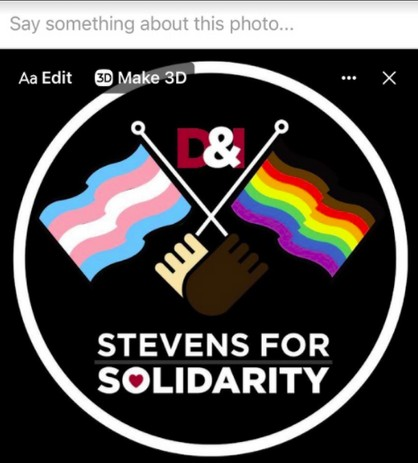 Say something about this photo...
Aa Edit 3D Make 3D
D&I
STEVENS FOR
SOLIDARITY